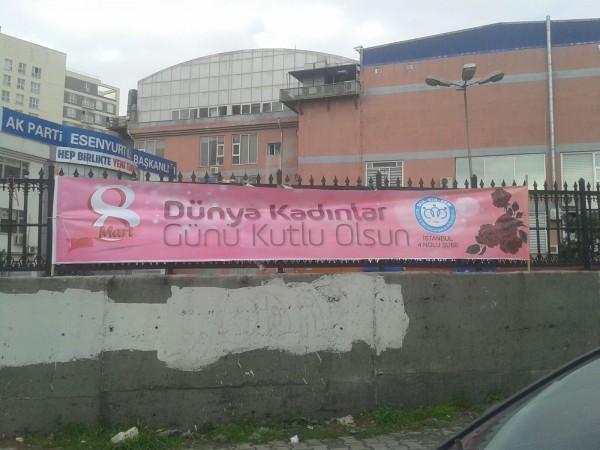 AK PARTİ ESENYURT
BAŞKANLI
HEP BİRLİKTE YENİ
8
Mart
Dünya Kadınlar
Günü Kutlu Olsun
İSTANBUL
4 NOLU ŞUBE